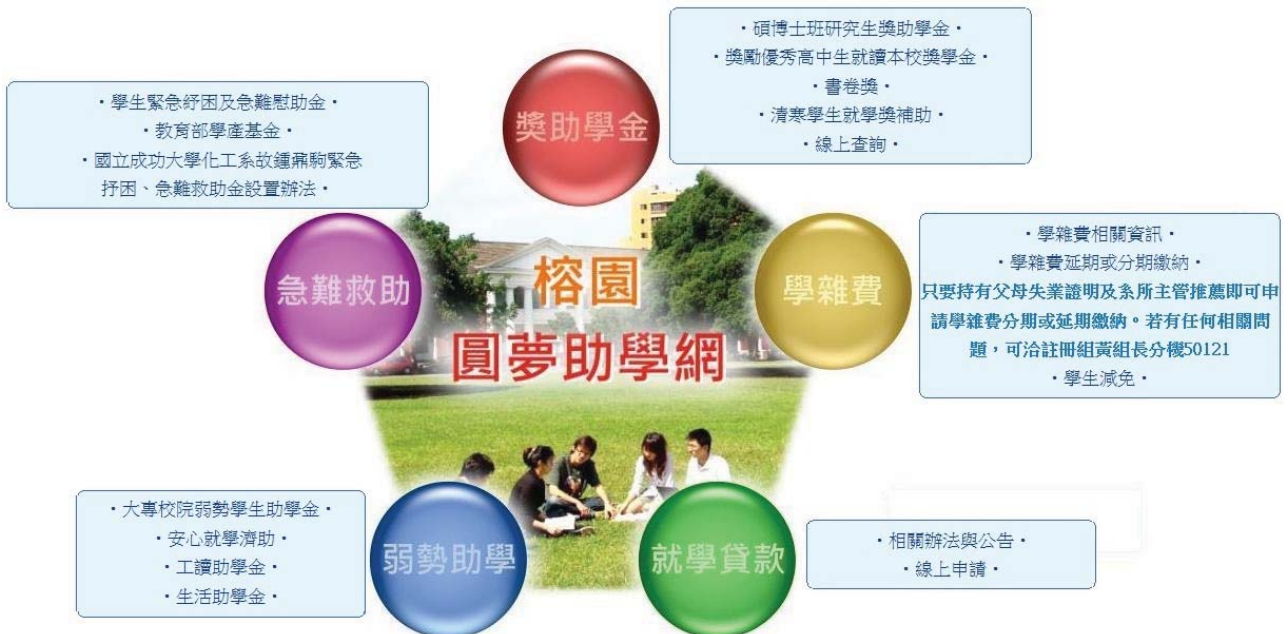 ・碩博士班研究生獎助學金・
・獎勵優秀高中生就讀本校獎學金・
・書卷獎・
・清寒學生就學獎補助・
・線上查詢・
獎助學金
・學生緊急紓困及急難慰助金・
・教育部學產基金・
・國立成功大學化工系故鍾鼐駒緊急
抒困、急難救助金設置辦法・
急難救助
榕園
圓夢助學網
學雜費
・學雜費相關資訊・
・學雜費延期或分期繳納・
只要持有父母失業證明及系所主管推薦即可申
請學雜費分期或延期繳納。若有任何相關問
題，可洽註冊組黃組長分機50121
・學生減免・
・大專校院弱勢學生助學金・
・安心就學濟助・
・工讀助學金・
・生活助學金・
弱勢助學
就學貸款
・相關辦法與公告・
・線上申請・